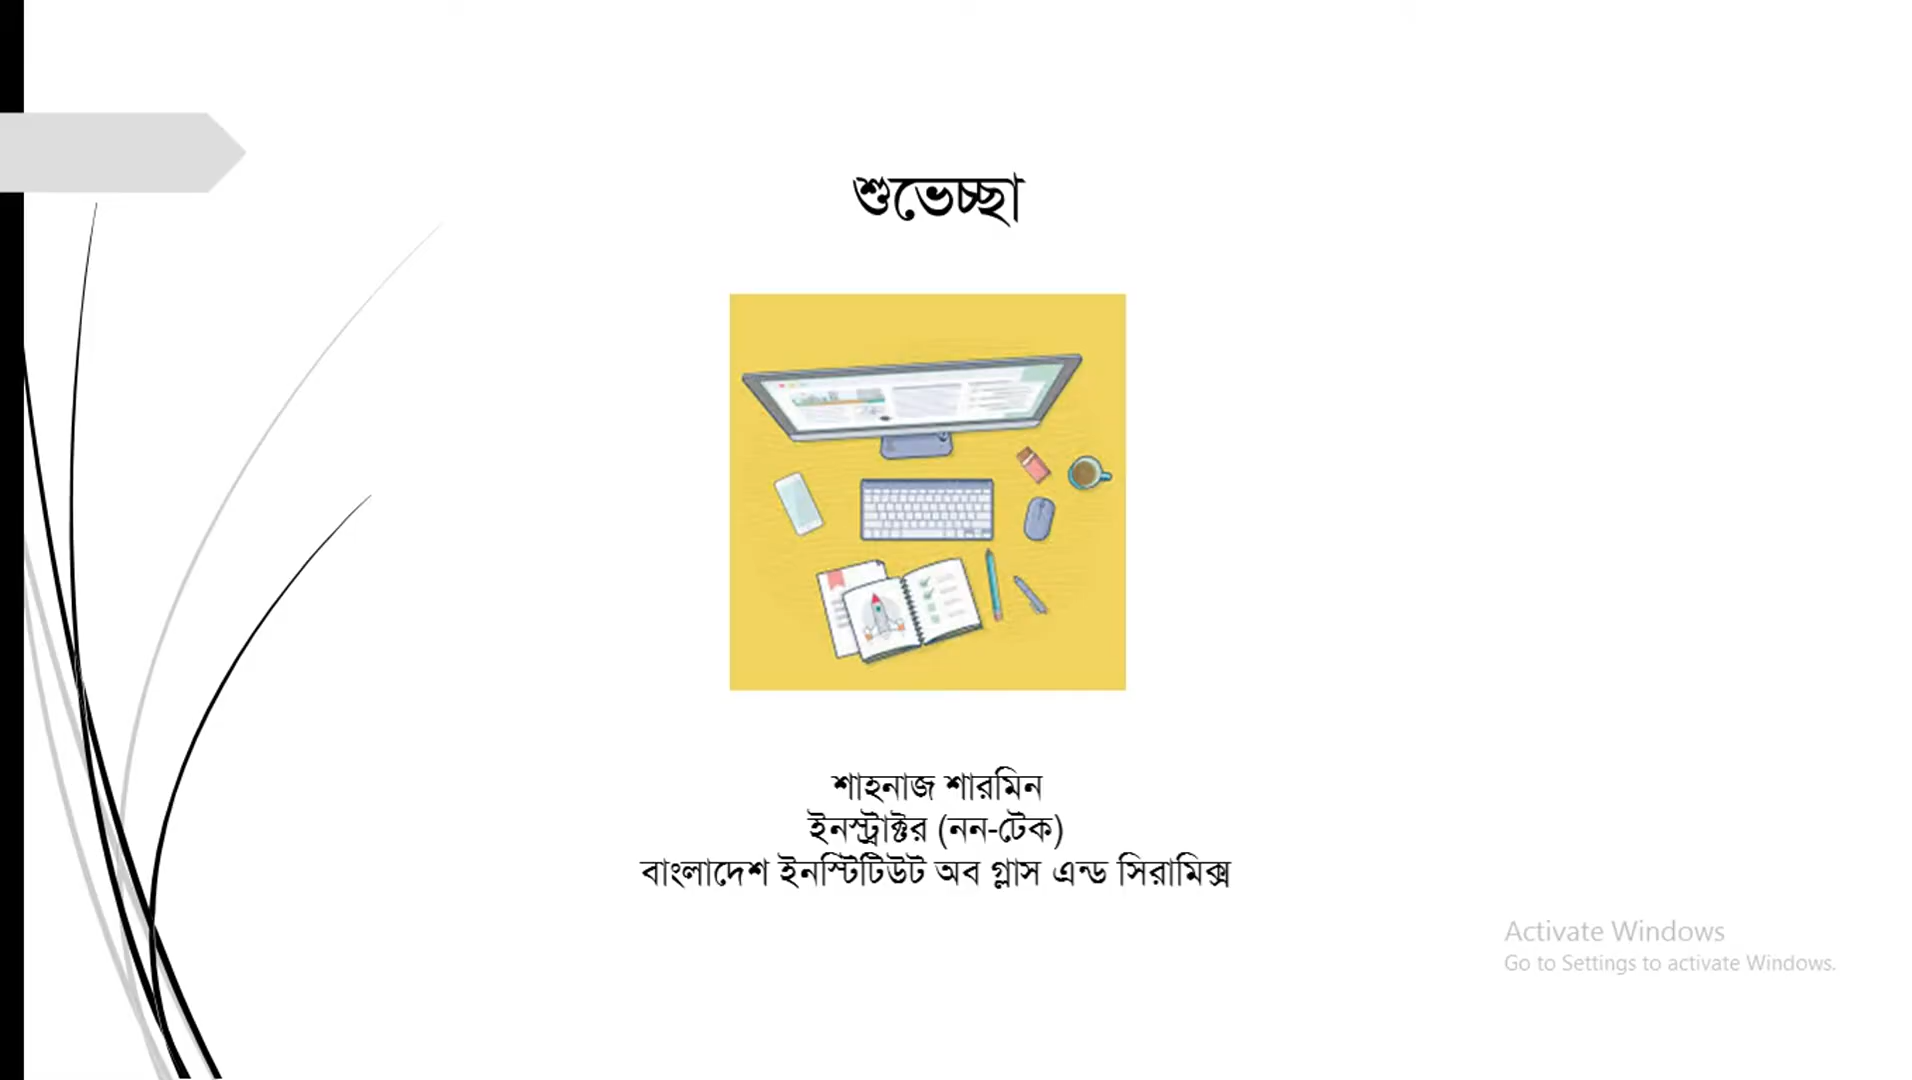 শুভেচ্ছা
শাহনাজ শারমিন
ইনস্ট্রাক্টর (নন-টেক)
বাংলাদেশ ইনস্টিটিউট অব গ্লাস এন্ড সিরামিক্স
Activate Windows
Go to Settings to activate Windows.